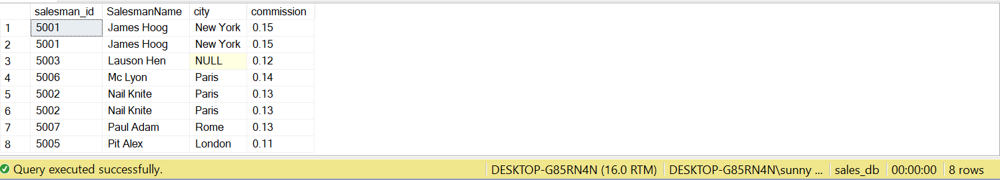 salesman_id SalesmanName city commission
1 5001 James Hoog New York 0.15
2 5001 James Hoog New York 0.15
3 5003 Lauson Hen NULL 0.12
4 5006 Mc Lyon Paris 0.14
5 5002 Nail Knite Paris 0.13
6 5002 Nail Knite Paris 0.13
7 5007 Paul Adam Rome 0.13
8 5005 Pit Alex London 0.11
Query executed successfully. DESKTOP-G85RN4N (16.0 RTM) DESKTOP-G85RN4N\sunny ... sales_db 00:00:00 8 rows